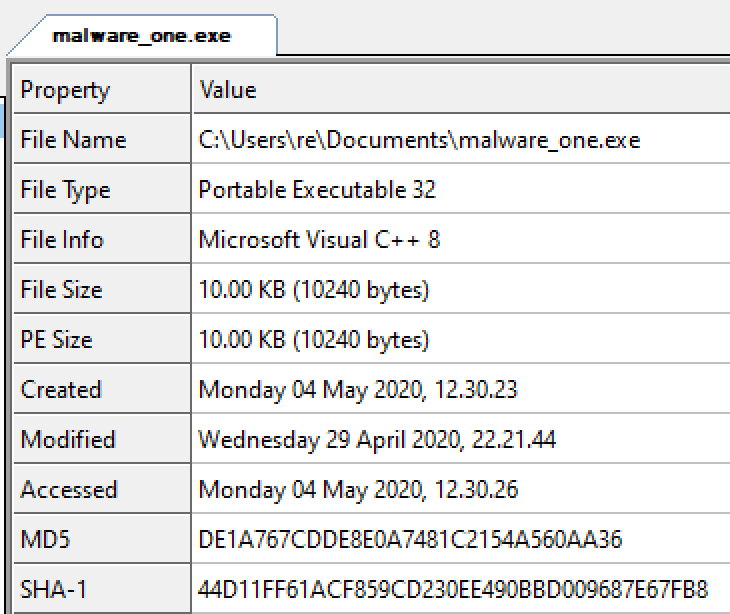 malware_one.exe
Property Value
File Name C:\Users\re\Documents\malware_one.exe
File Type Portable Executable 32
File Info Microsoft Visual C++ 8
File Size 10.00 KB (10240 bytes)
PE Size 10.00 KB (10240 bytes)
Created Monday 04 May 2020, 12.30.23
Modified Wednesday 29 April 2020, 22.21.44
Accessed Monday 04 May 2020, 12.30.26
MD5 DE1A767CDDE8E0A7481C2154A560AA36
SHA-1 44D11FF61ACF859CD230EE490BBD009687E67FB8